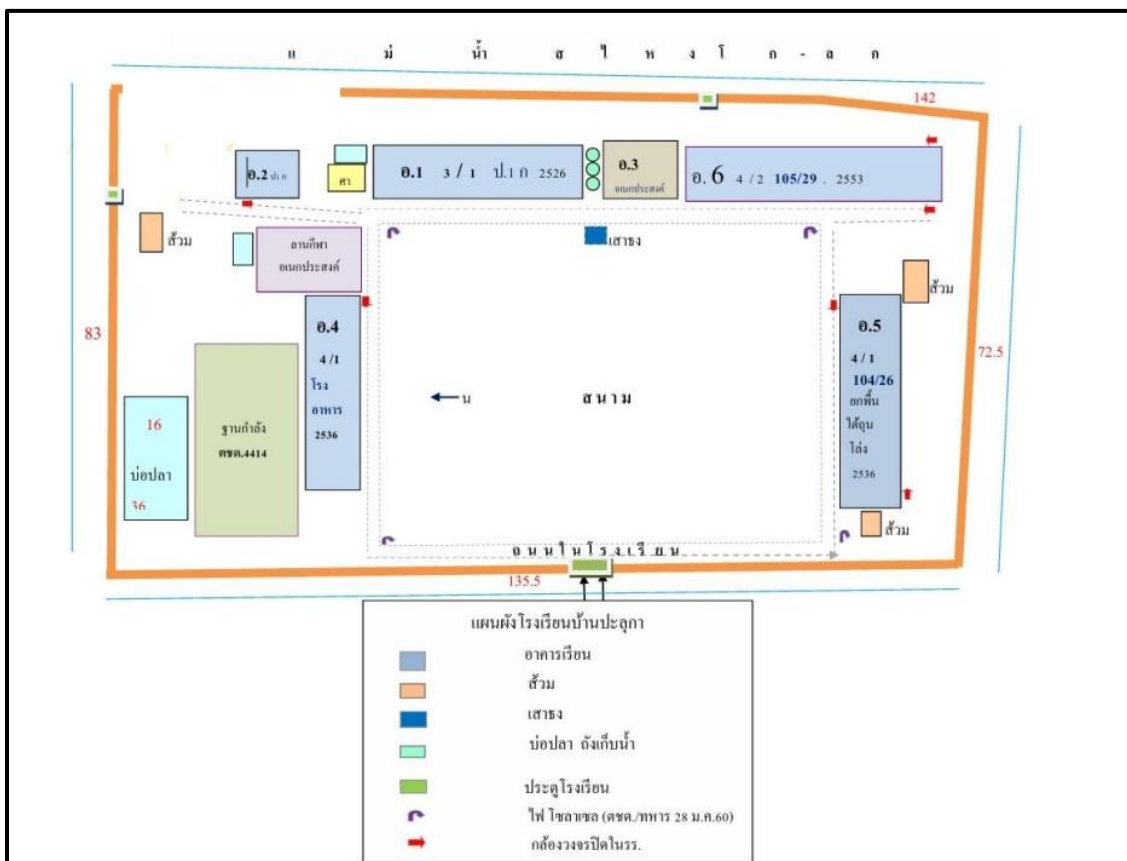 แ ม่ น้ำ ส ไ ห ง โ ก - ล ก
142
อ.2 ปา ก
ศา
อ.1 3 / 1 ป.1 ก 2526
อ.3
อเนกประสงค์
อ. 6 4 / 2 105/29 . 2553
ส้วม
ลานกีฬา
อเนกประสงค์
เสาธง
ส้วม
83
72.5
อ.4
4 /1
โรง
อาหาร
2536
อ.5
4 / 1
104/26
ยกพื้น
ใต้ถุน
โล่ง
2536
น
ส น า ม
16
บ่อปลา
36
ฐานกำลัง
ตชด.4414
ส้วม
ถ น น ใ น โ ร ง เ รี ย น
135.5
แผนผังโรงเรียนบ้านปะลุกา
อาคารเรียน
ส้วม
เสาธง
บ่อปลา ถังเก็บน้ำ
ประตูโรงเรียน
ไฟ โซลาเซล (ตชด./ทหาร 28 ม.ค.60)
กล้องวงจรปิดในรร.